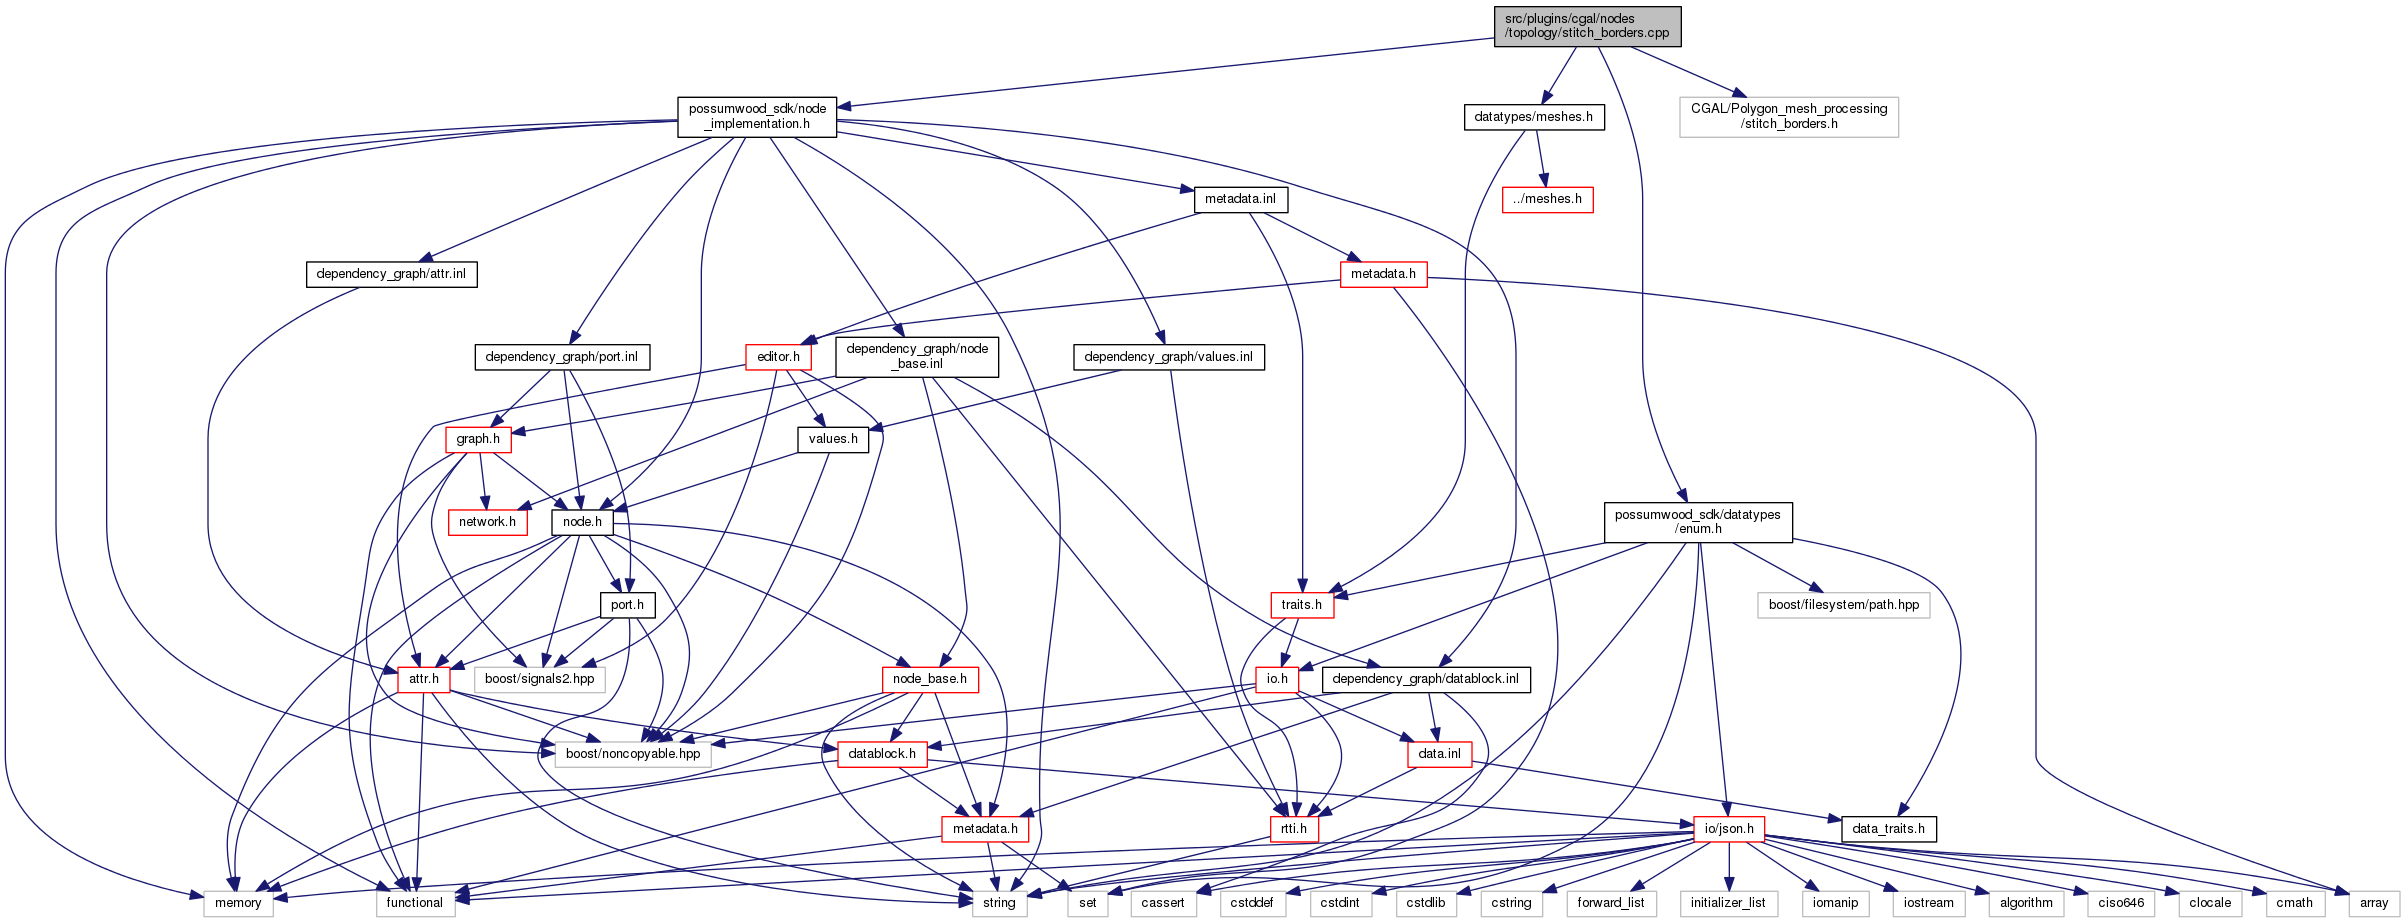 src/plugins/cgal/nodes
/topology/stitch_borders.cpp
possumwood_sdk/node
_implementation.h
datatypes/meshes.h
CGAL/Polygon_mesh_processing
/stitch_borders.h
metadata.inl
../meshes.h
dependency_graph/attr.inl
metadata.h
dependency_graph/port.inl
editor.h
dependency_graph/node
_base.inl
dependency_graph/values.inl
graph.h
values.h
network.h
node.h
possumwood_sdk/datatypes
/enum.h
port.h
traits.h
boost/filesystem/path.hpp
attr.h
boost/signals2.hpp
node_base.h
io.h
dependency_graph/datablock.inl
boost/noncopyable.hpp
datablock.h
data.inl
metadata.h
rtti.h
io/json.h
data_traits.h
memory
functional
string
set
cassert
cstddef
cstdint
cstdlib
cstring
forward_list
initializer_list
iomanip
iostream
algorithm
ciso646
clocale
cmath
array